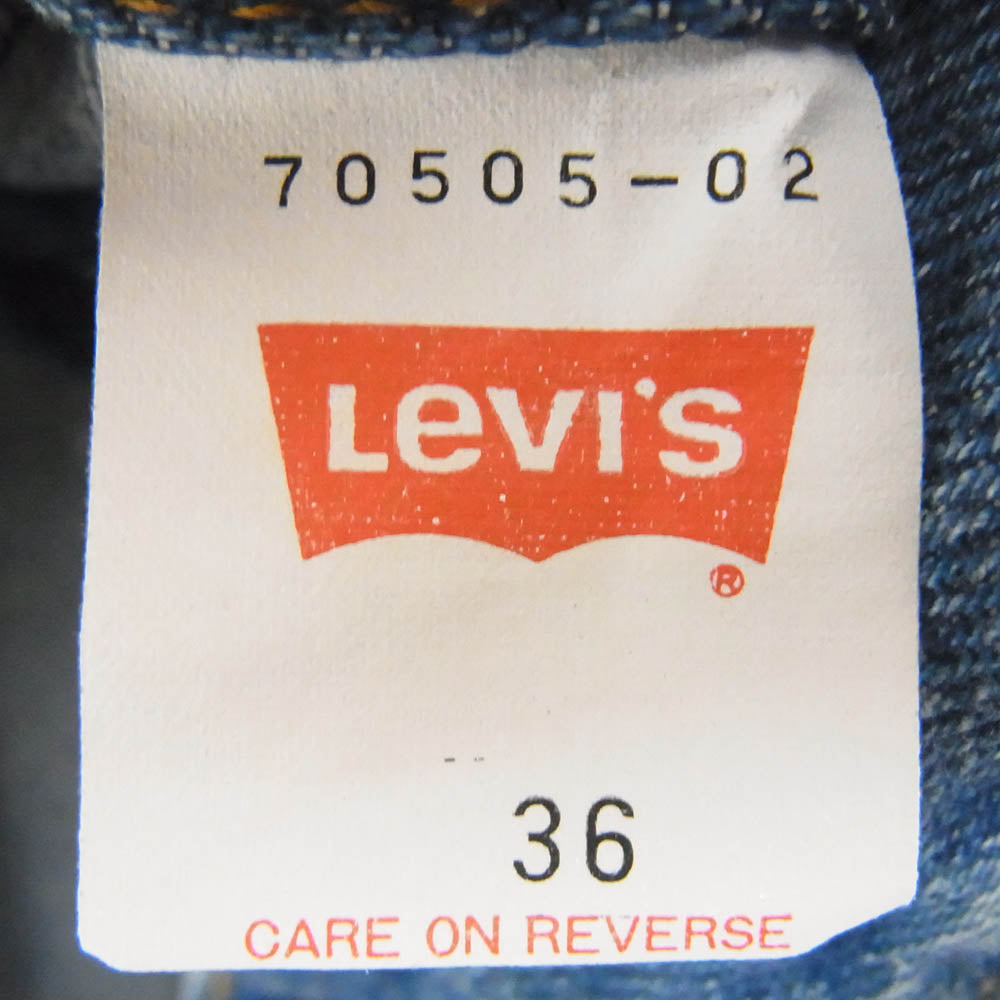 70505-02
Levi's
®
36
CARE ON REVERSE